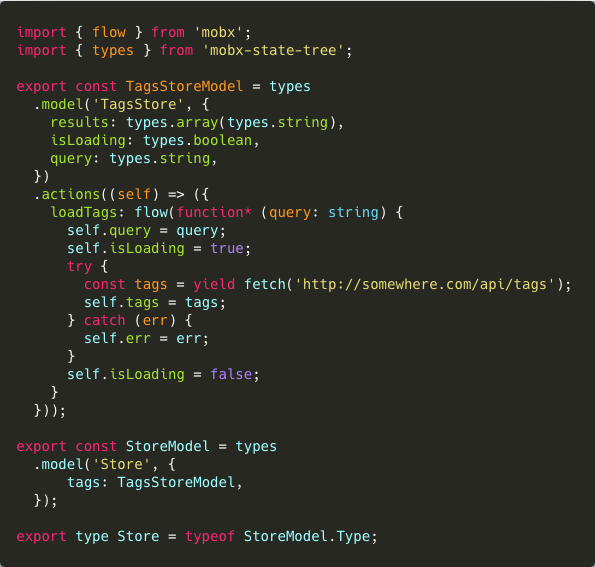 import { flow } from 'mobx';
import { types } from 'mobx-state-tree';

export const TagsStoreModel = types
  .model('TagsStore', {
    results: types.array(types.string),
    isLoading: types.boolean,
    query: types.string,
  })
  .actions((self) => ({
    loadTags: flow(function* (query: string) {
      self.query = query;
      self.isLoading = true;
      try {
        const tags = yield fetch('http://somewhere.com/api/tags');
        self.tags = tags;
      } catch (err) {
        self.err = err;
      }
      self.isLoading = false;
    }
  }));

export const StoreModel = types
  .model('Store', {
      tags: TagsStoreModel,
  });

export type Store = typeof StoreModel.Type;